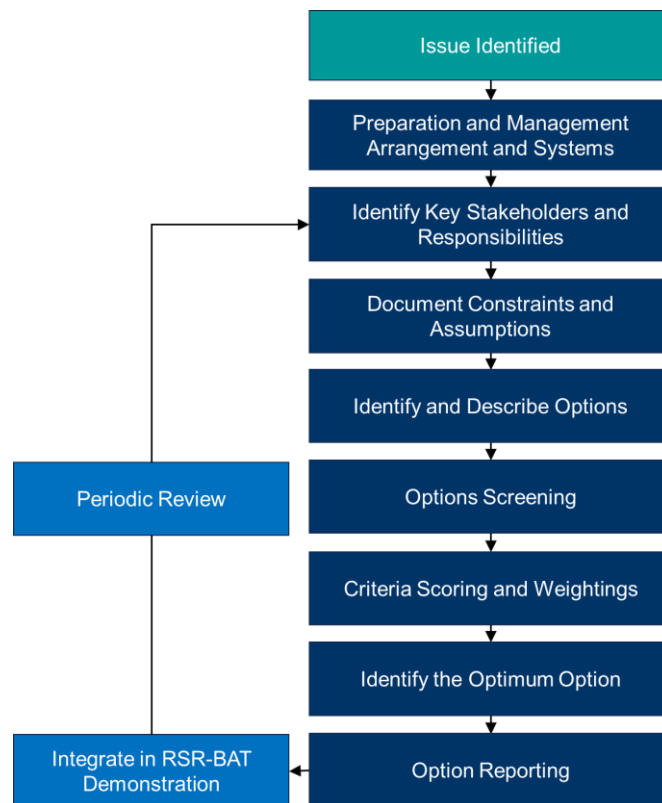 Issue Identified
Preparation and Management
Arrangement and Systems
Identify Key Stakeholders and
Responsibilities
Document Constraints and
Assumptions
Identify and Describe Options
Periodic Review
Options Screening
Criteria Scoring and Weightings
Identify the Optimum Option
Integrate in RSR-BAT
Demonstration
Option Reporting